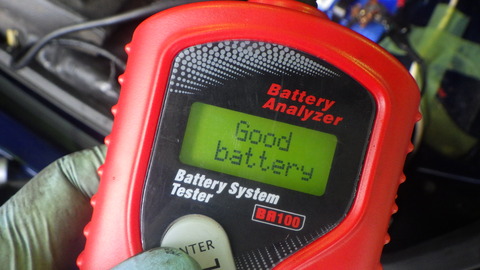 Battery
Analyzer
Good
battery
Battery System
Tester
BA100